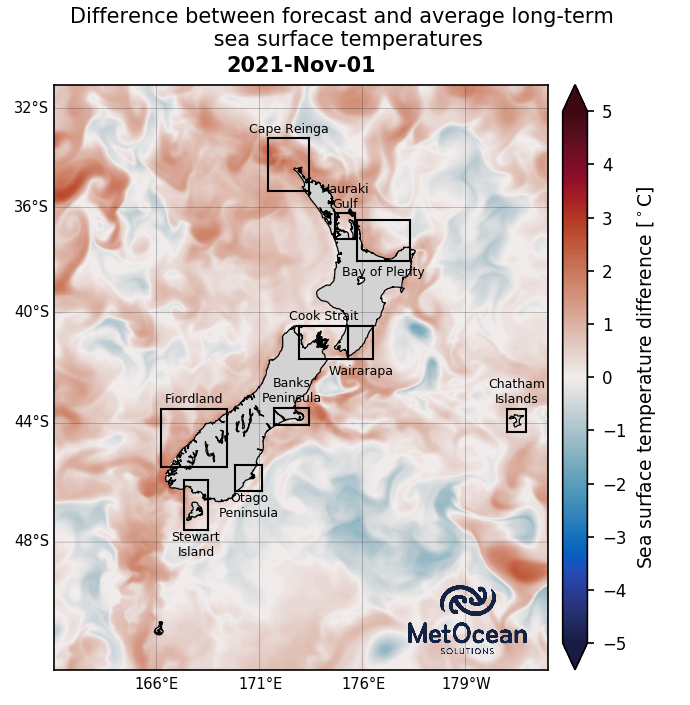 Difference between forecast and average long-term
sea surface temperatures
2021-Nov-01
32°S
36°S
40°S
44°S
48°S
166°E
171°E
176°E
179°W
Cape Reinga
Hauraki
Gulf
Bay of Plenty
Cook Strait
Wairarapa
Banks
Peninsula
Fiordland
Chatham
Islands
Otago
Peninsula
Stewart
Island
MetOcean
SOLUTIONS
5
4
3
2
1
0
−1
−2
−3
−4
−5
Sea surface temperature difference [°C]